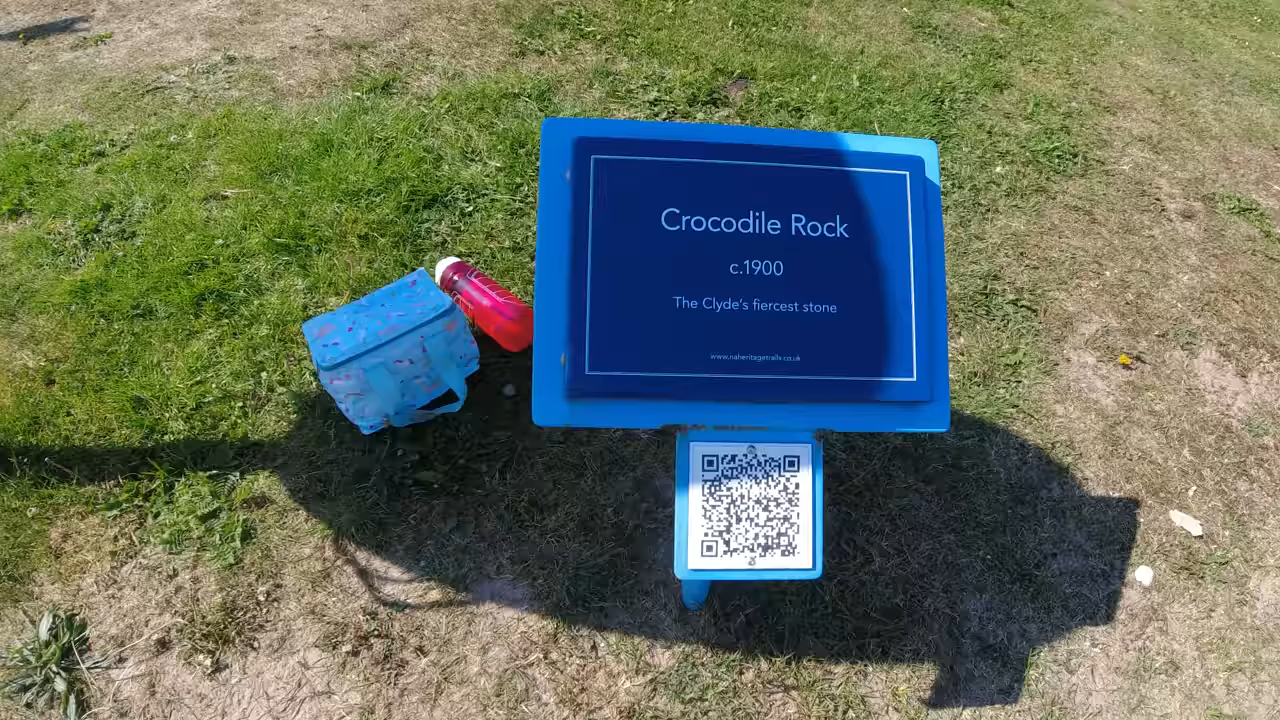 Crocodile Rock
c.1900
The Clyde's fiercest stone
www.naheritagetrails.co.uk